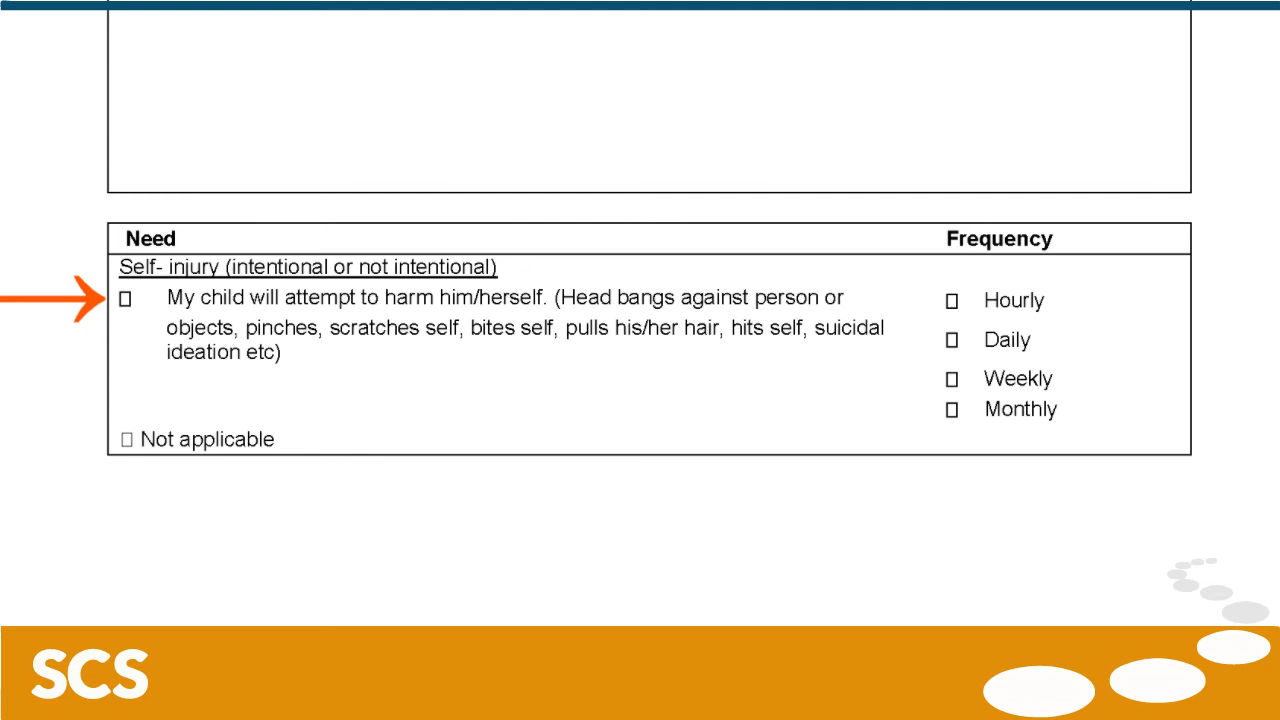 Need Frequency
Self- injury (intentional or not intentional)
My child will attempt to harm him/herself. (Head bangs against person or
objects, pinches, scratches self, bites self, pulls his/her hair, hits self, suicidal
ideation etc)
Hourly
Daily
Weekly
Monthly
Not applicable
SCS